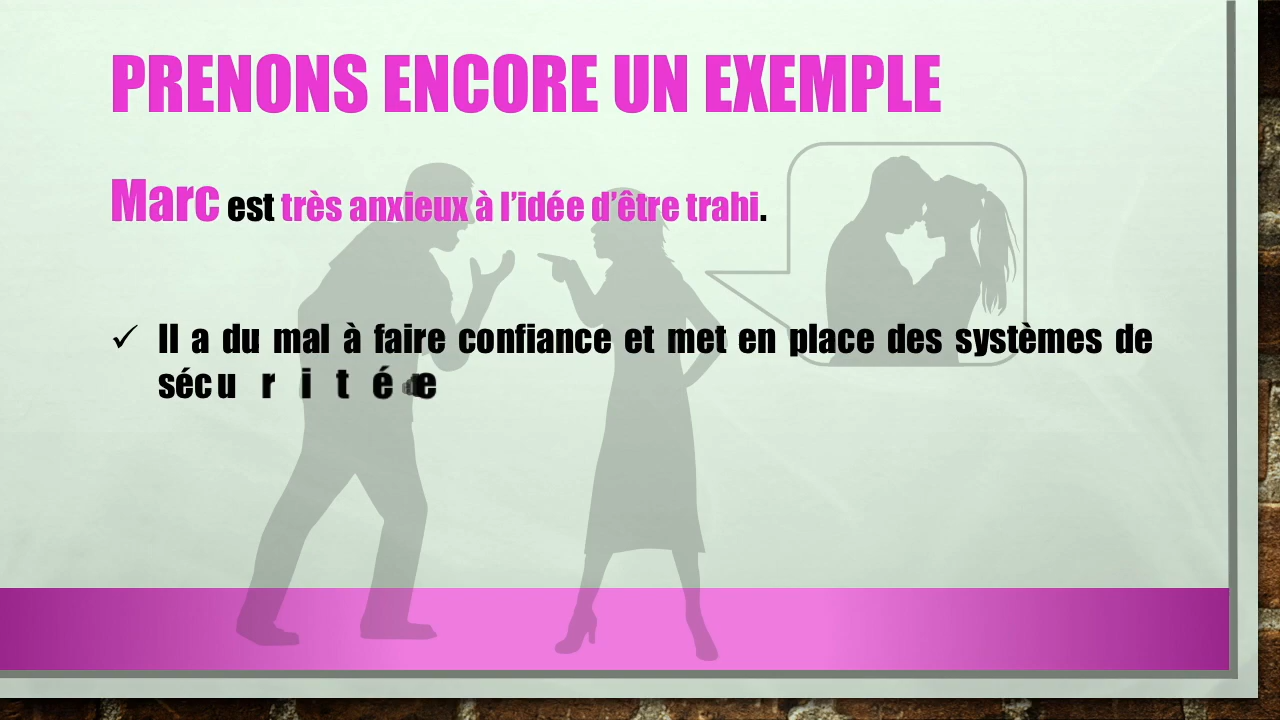 PRENONS ENCORE UN EXEMPLE
Marc est très anxieux à l’idée d’être trahi.
Il a du mal à faire confiance et met en place des systèmes de
sécurité